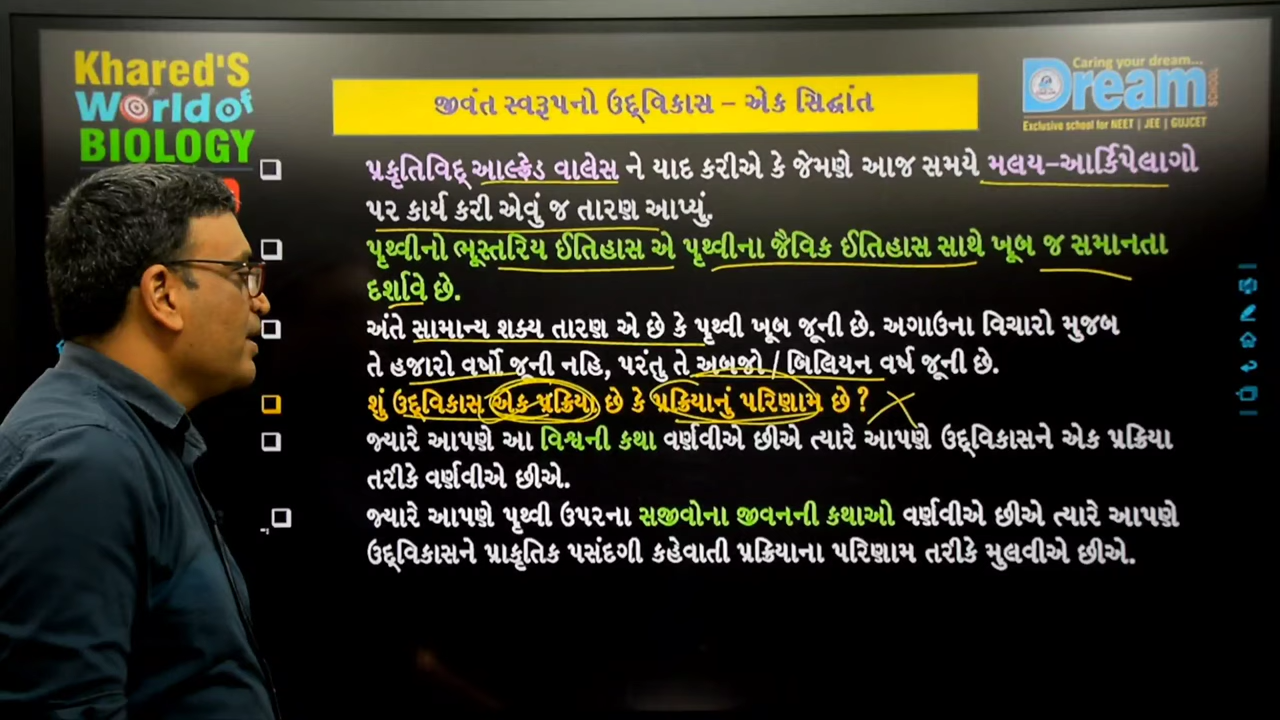 Khared'S
World of
BIOLOGY
Caring your dream...
Dream
SCHOOL
Exclusive school for NEET | JEE | GUJCET
જીવંત સ્વરૂપનો ઉદ્‌વિકાસ – એક સિદ્ધાંત
પ્રકૃતિવિદ્ આલ્ફ્રેડ વાલેસ ને યાદ કરીએ કે જેમણે આજ સમયે મલય–આર્કિપેલાગો
પર કાર્ય કરી એવું જ તારણ આપ્યું.
પૃથ્વીનો ભૂસ્તરિય ઈતિહાસ એ પૃથ્વીના જૈવિક ઈતિહાસ સાથે ખૂબ જ સમાનતા
દર્શાવે છે.
અંતે સામાન્ય શક્ય તારણ એ છે કે પૃથ્વી ખૂબ જૂની છે. અગાઉના વિચારો મુજબ
તે હજારો વર્ષો જૂની નહિ, પરંતુ તે અબજો / બિલિયન વર્ષ જૂની છે.
શું ઉદ્‌વિકાસ એક પ્રક્રિયા છે કે પ્રક્રિયાનું પરિણામ છે ?
જ્યારે આપણે આ વિશ્વની કથા વર્ણવીએ છીએ ત્યારે આપણે ઉદ્‌વિકાસને એક પ્રક્રિયા
તરીકે વર્ણવીએ છીએ.
જ્યારે આપણે પૃથ્વી ઉપરના સજીવોના જીવનની કથાઓ વર્ણવીએ છીએ ત્યારે આપણે
ઉદ્‌વિકાસને પ્રાકૃતિક પસંદગી કહેવાતી પ્રક્રિયાના પરિણામ તરીકે મુલવીએ છીએ.